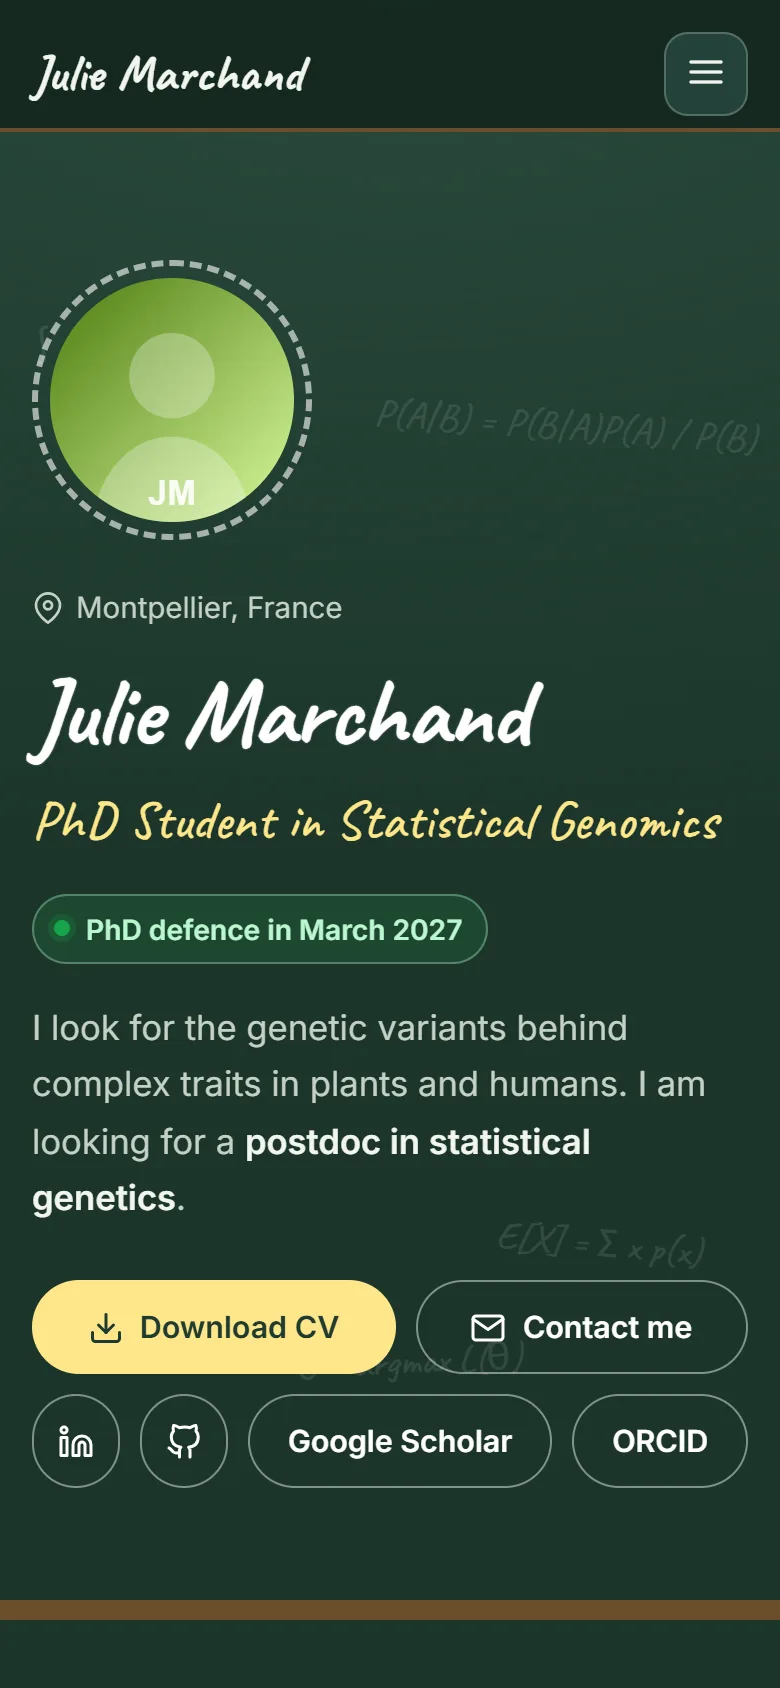 Julie Marchand
P(A|B) = P(B|A)P(A) / P(B)
JM
Montpellier, France
Julie Marchand
PhD Student in Statistical Genomics
PhD defence in March 2027
I look for the genetic variants behind
complex traits in plants and humans. I am
looking for a postdoc in statistical
genetics.
E[X] = Σ x p(x)
Download CV
Contact me
argmax L(θ)
in
Google Scholar
ORCID